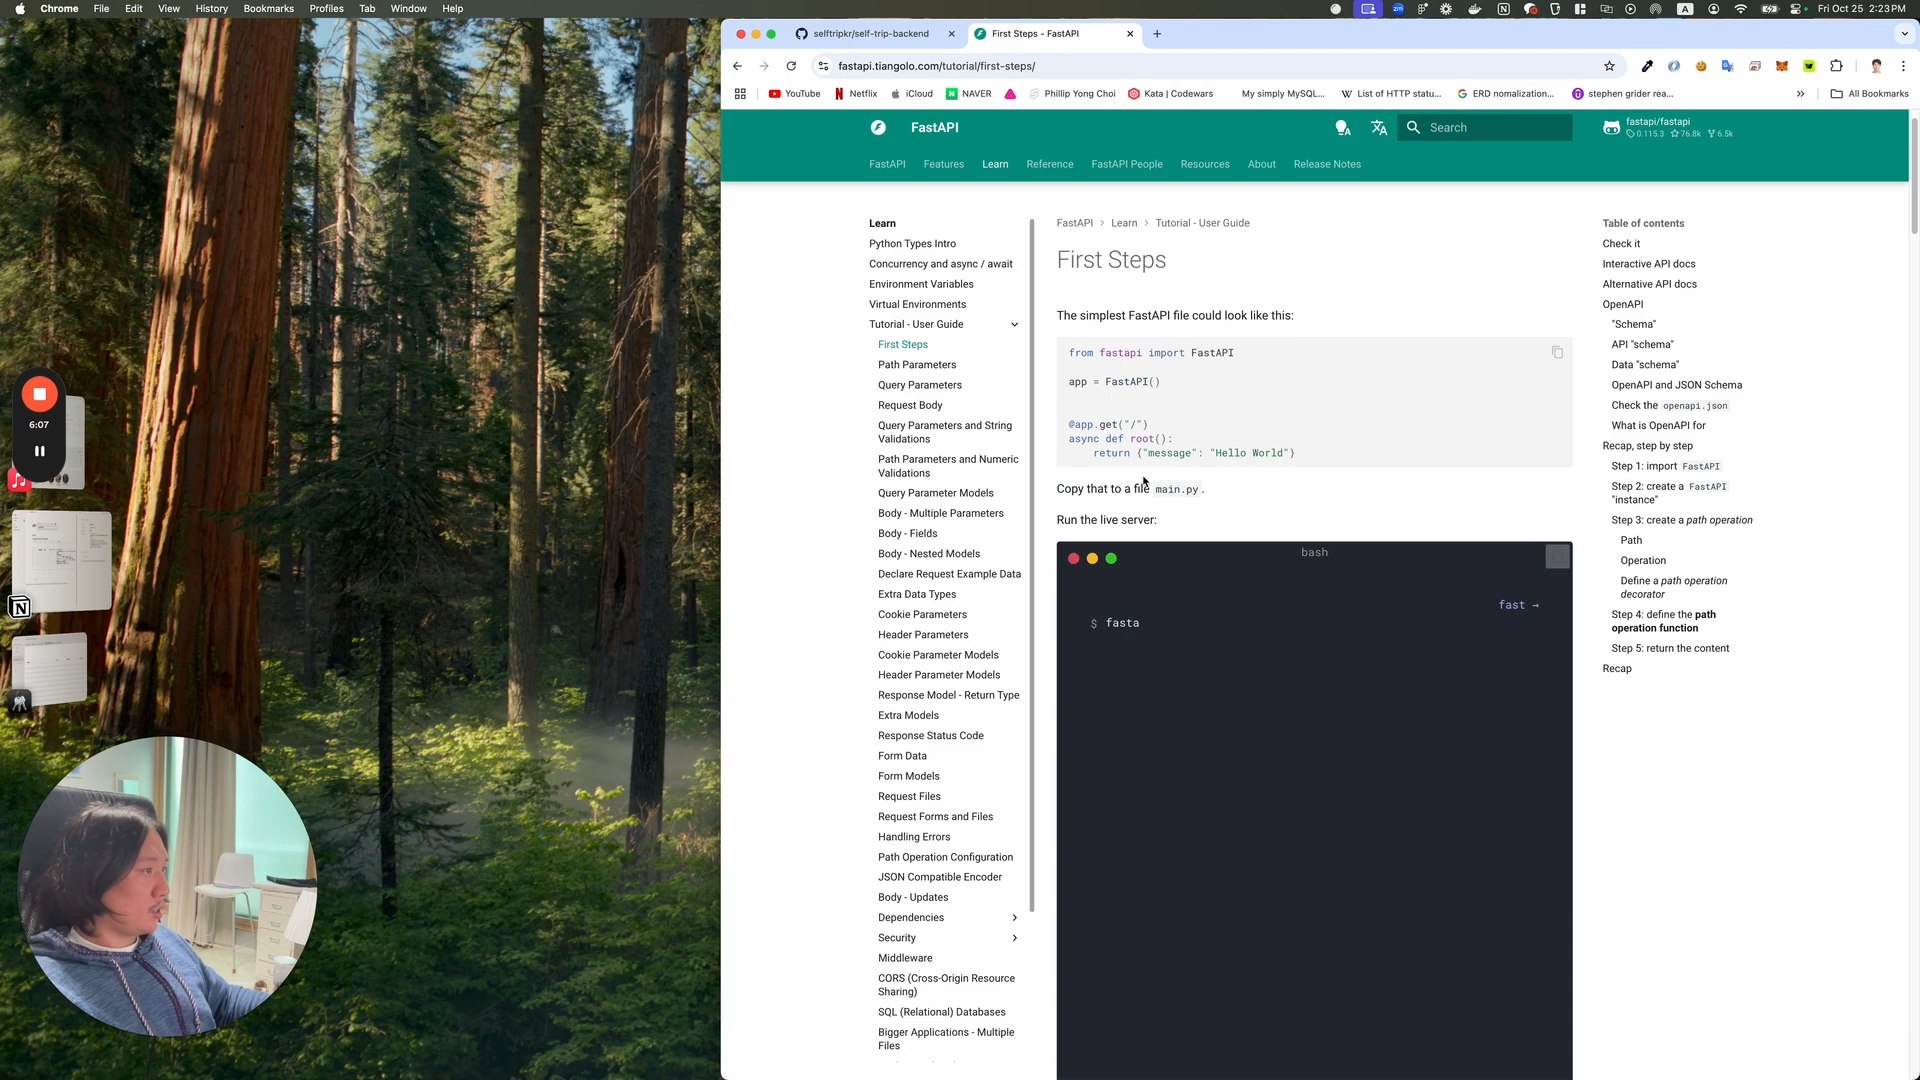 Chrome File Edit View History Bookmarks Profiles Tab Window Help
A
Fri Oct 25 2:23 PM
selftripkr/self-trip-backend
First Steps - FastAPI
fastapi.tiangolo.com/tutorial/first-steps/
YouTube
Netflix
iCloud
NAVER
Phillip Yong Choi
Kata | Codewars
My simply MySQL...
List of HTTP statu...
ERD nomalization...
stephen grider rea...
All Bookmarks
FastAPI
Search
fastapi/fastapi
0.115.3 76.8k 6.5k
FastAPI Features Learn Reference FastAPI People Resources About Release Notes
Learn
Python Types Intro
Concurrency and async / await
Environment Variables
Virtual Environments
Tutorial - User Guide
First Steps
Path Parameters
Query Parameters
Request Body
Query Parameters and String
Validations
Path Parameters and Numeric
Validations
Query Parameter Models
Body - Multiple Parameters
Body - Fields
Body - Nested Models
Declare Request Example Data
Extra Data Types
Cookie Parameters
Header Parameters
Cookie Parameter Models
Header Parameter Models
Response Model - Return Type
Extra Models
Response Status Code
Form Data
Form Models
Request Files
Request Forms and Files
Handling Errors
Path Operation Configuration
JSON Compatible Encoder
Body - Updates
Dependencies
Security
Middleware
CORS (Cross-Origin Resource
Sharing)
SQL (Relational) Databases
Bigger Applications - Multiple
Files
FastAPI > Learn > Tutorial - User Guide
First Steps
The simplest FastAPI file could look like this:
from fastapi import FastAPI
app = FastAPI()
@app.get("/")
async def root():
return {"message": "Hello World"}
Copy that to a file main.py.
Run the live server:
bash
fast →
$ fasta
Table of contents
Check it
Interactive API docs
Alternative API docs
OpenAPI
"Schema"
API "schema"
Data "schema"
OpenAPI and JSON Schema
Check the openapi.json
What is OpenAPI for
Recap, step by step
Step 1: import FastAPI
Step 2: create a FastAPI
"instance"
Step 3: create a path operation
Path
Operation
Define a path operation
decorator
Step 4: define the path
operation function
Step 5: return the content
Recap
6:07